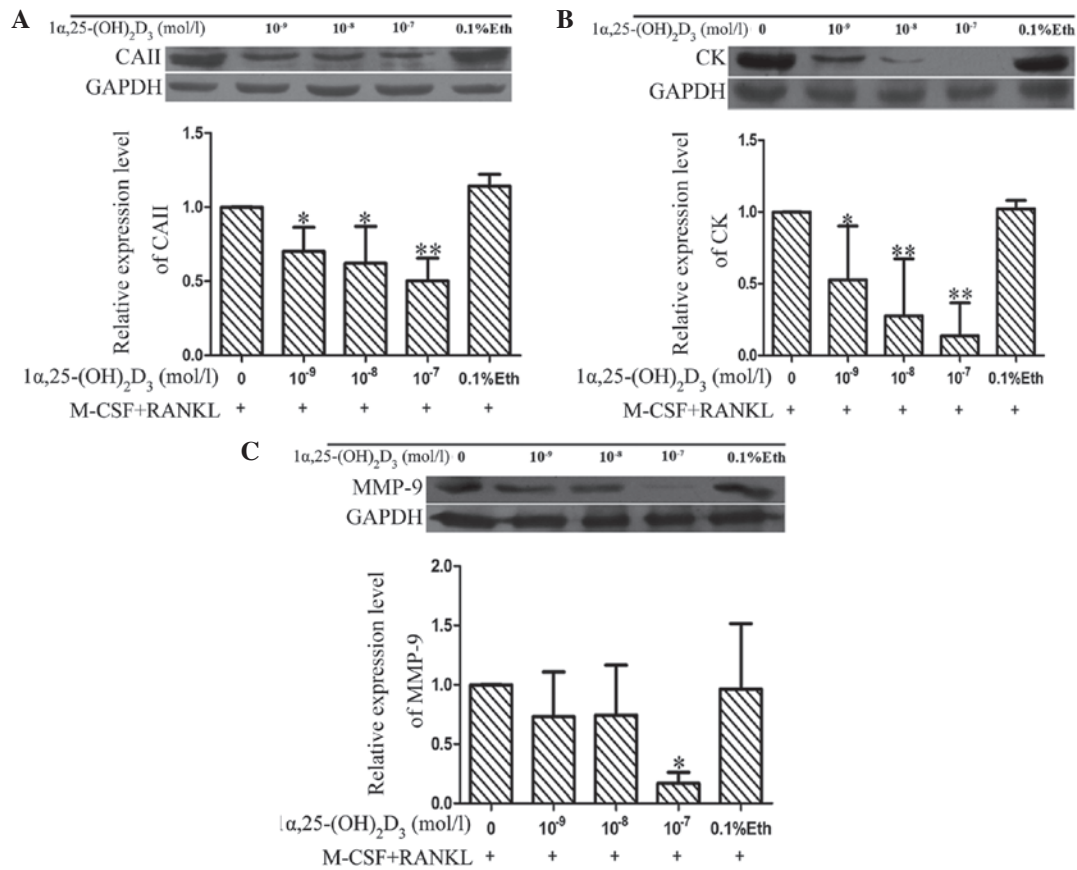 A
1α,25-(OH)₂D₃ (mol/l) 10⁻⁹ 10⁻⁸ 10⁻⁷ 0.1%Eth
CAII
GAPDH
Relative expression level
of CAII
1.5
1.0
0.5
0.0
* * **
0 10⁻⁹ 10⁻⁸ 10⁻⁷ 0.1%Eth
1α,25-(OH)₂D₃ (mol/l)
M-CSF+RANKL + + + + +
B
1α,25-(OH)₂D₃ (mol/l) 0 10⁻⁹ 10⁻⁸ 10⁻⁷ 0.1%Eth
CK
GAPDH
Relative expression level
of CK
1.5
1.0
0.5
0.0
* ** **
0 10⁻⁹ 10⁻⁸ 10⁻⁷ 0.1%Eth
1α,25-(OH)₂D₃ (mol/l)
M-CSF+RANKL + + + + +
C
1α,25-(OH)₂D₃ (mol/l) 0 10⁻⁹ 10⁻⁸ 10⁻⁷ 0.1%Eth
MMP-9
GAPDH
Relative expression level
of MMP-9
2.0
1.0
0.5
0.0
*
0 10⁻⁹ 10⁻⁸ 10⁻⁷ 0.1%Eth
1α,25-(OH)₂D₃ (mol/l)
M-CSF+RANKL + + + + +